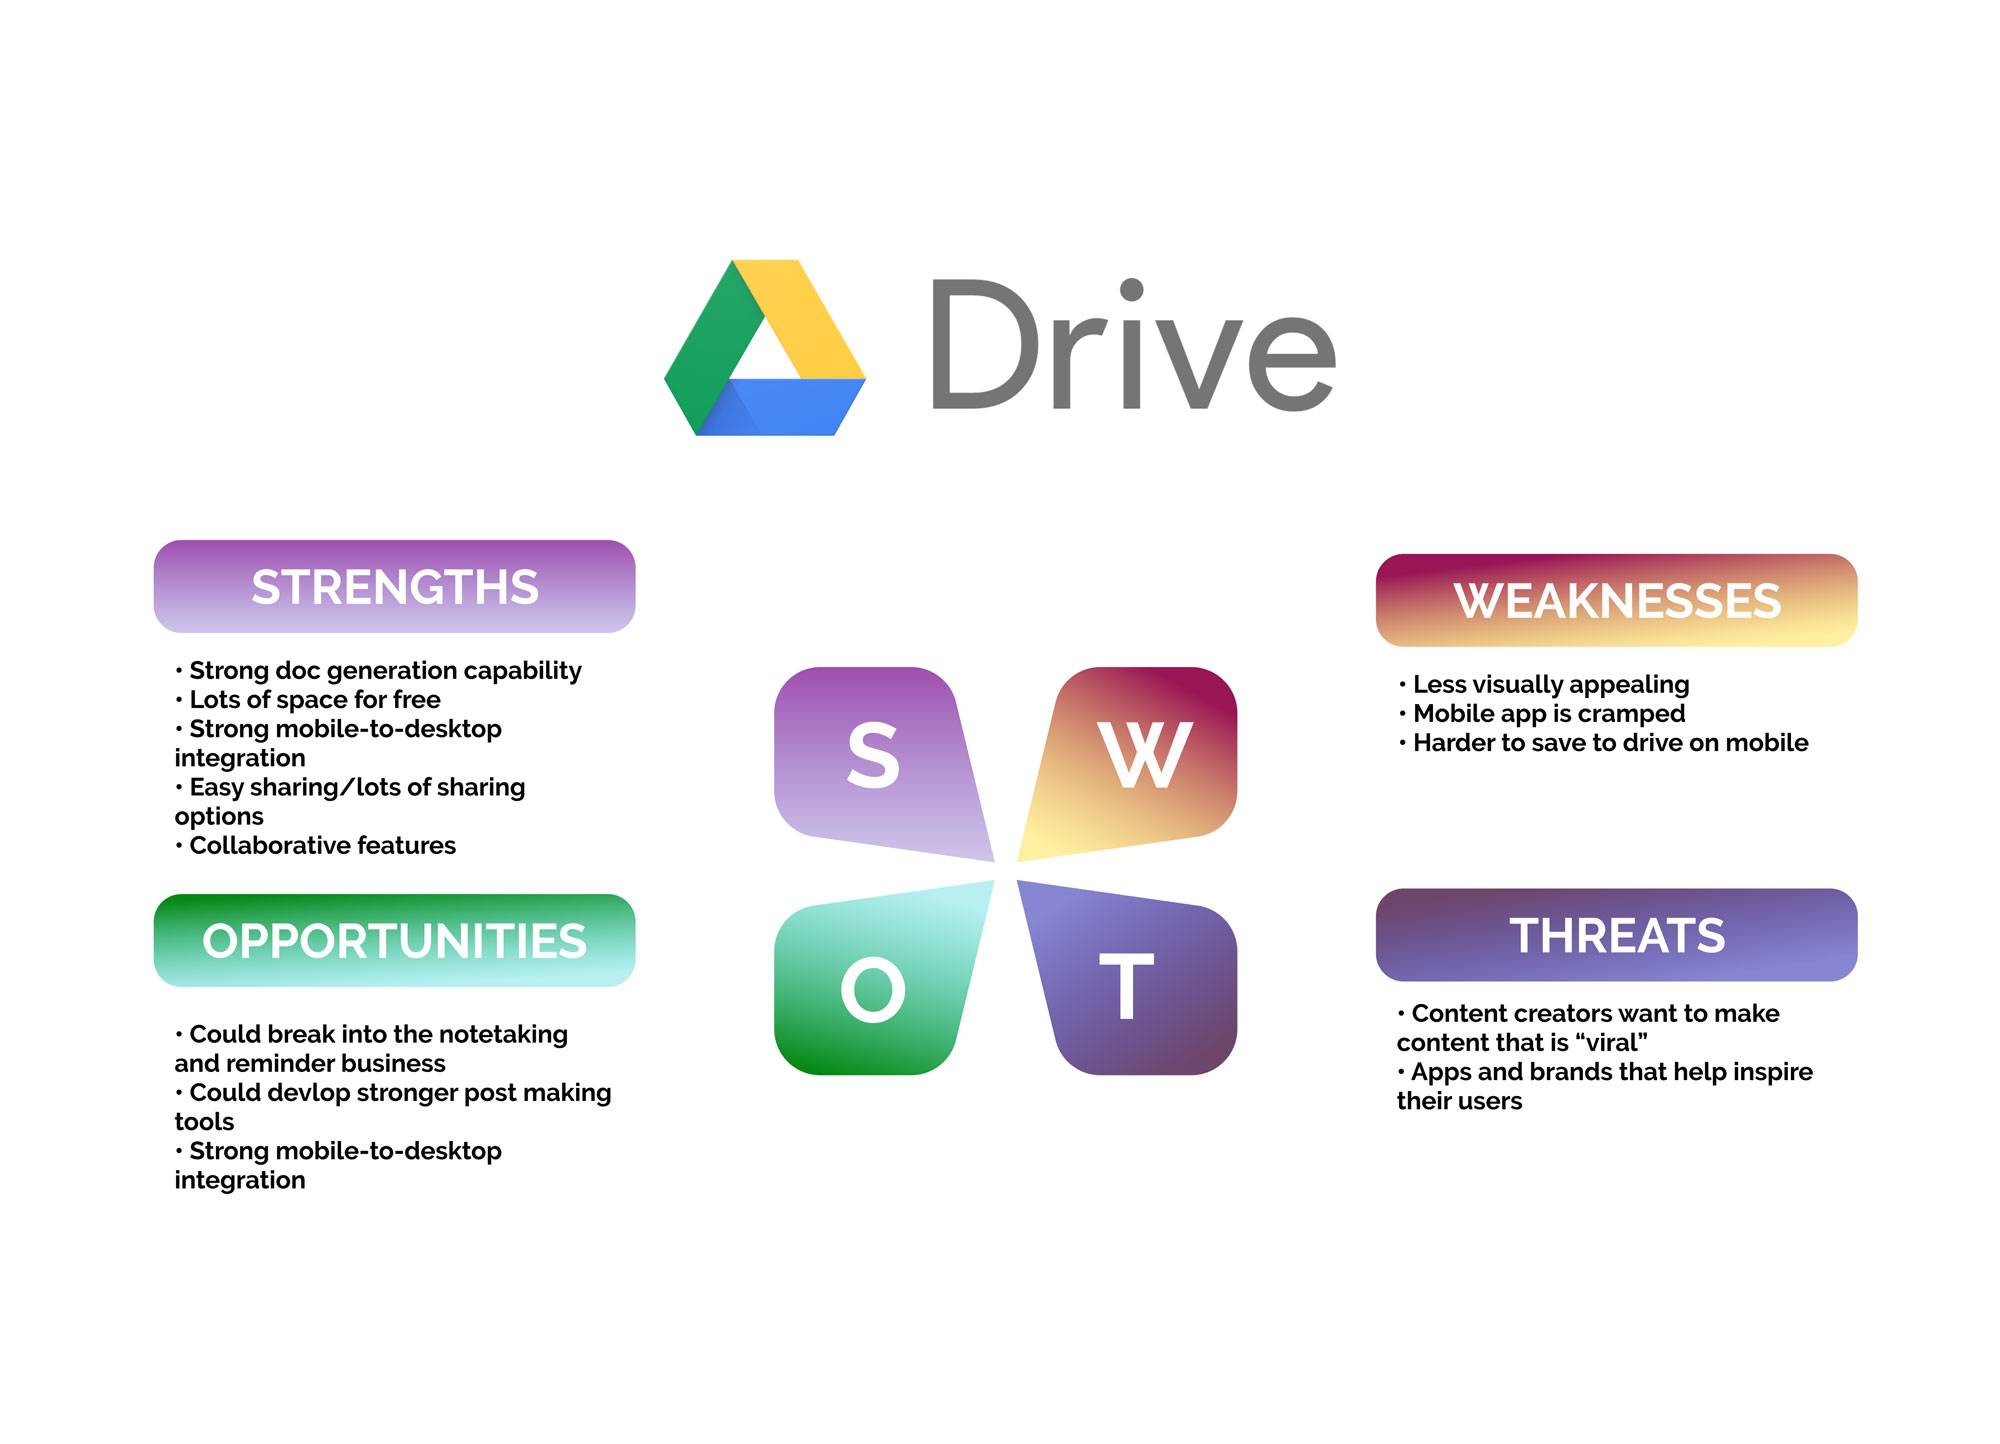 Drive
STRENGTHS
• Strong doc generation capability
• Lots of space for free
• Strong mobile-to-desktop
integration
• Easy sharing/lots of sharing
options
• Collaborative features
WEAKNESSES
• Less visually appealing
• Mobile app is cramped
• Harder to save to drive on mobile
S
W
O
T
OPPORTUNITIES
• Could break into the notetaking
and reminder business
• Could devlop stronger post making
tools
• Strong mobile-to-desktop
integration
THREATS
• Content creators want to make
content that is “viral”
• Apps and brands that help inspire
their users